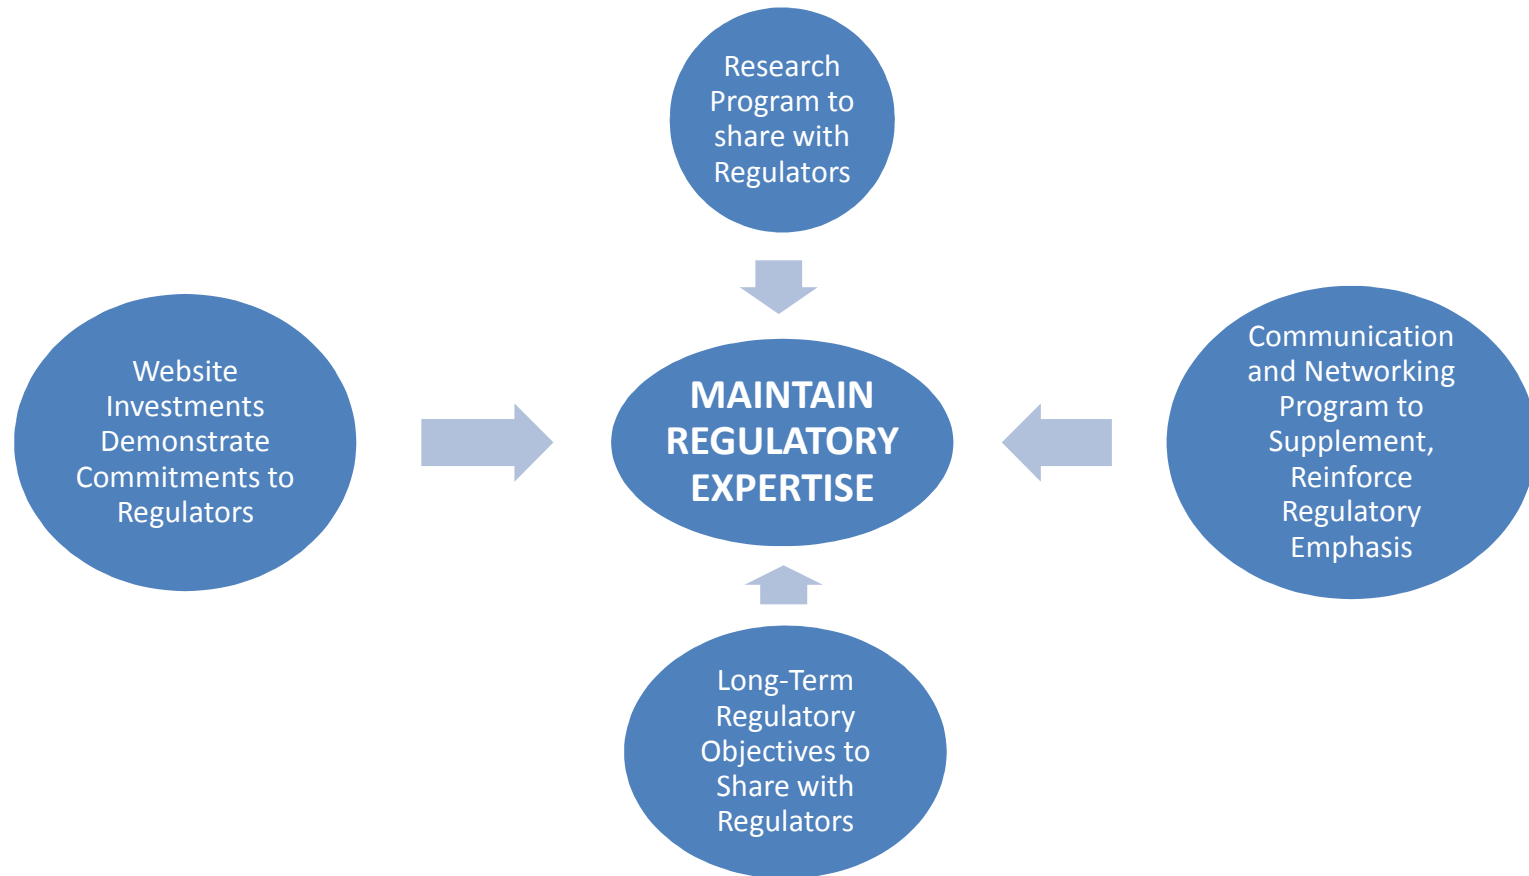 Research
Program to
share with
Regulators
Website
Investments
Demonstrate
Commitments to
Regulators
MAINTAIN
REGULATORY
EXPERTISE
Communication
and Networking
Program to
Supplement,
Reinforce
Regulatory
Emphasis
Long-Term
Regulatory
Objectives to
Share with
Regulators